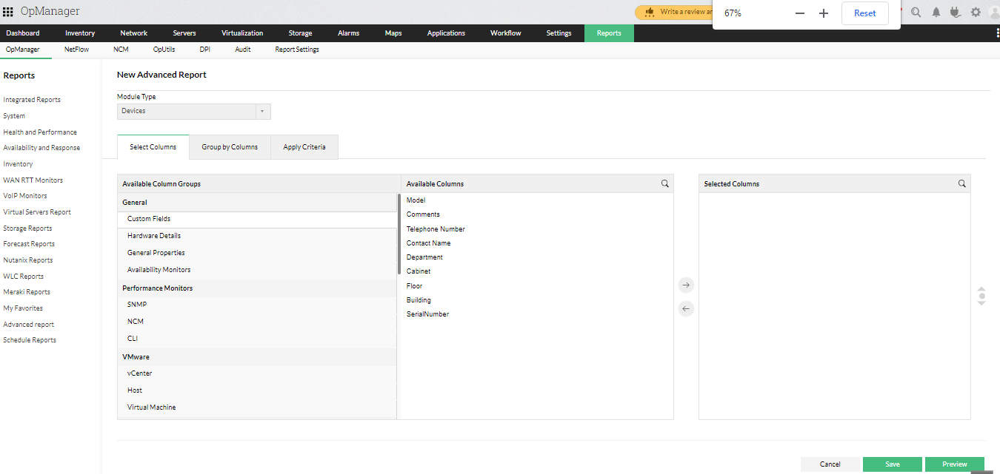 OpManager
Write a review ar
67%
Reset
Dashboard Inventory Network Servers Virtualization Storage Alarms Maps Applications Workflow Settings Reports
OpManager NetFlow NCM OpUtils DPI Audit Report Settings
Reports
Integrated Reports
System
Health and Performance
Availability and Response
Inventory
WAN RTT Monitors
VoIP Monitors
Virtual Servers Report
Storage Reports
Forecast Reports
Nutanix Reports
WLC Reports
Meraki Reports
My Favorites
Advanced report
Schedule Reports
New Advanced Report
Module Type
Devices
Select Columns Group by Columns Apply Criteria
Available Column Groups
General
Custom Fields
Hardware Details
General Properties
Availability Monitors
Performance Monitors
SNMP
NCM
CLI
VMware
vCenter
Host
Virtual Machine
Available Columns
Model
Comments
Telephone Number
Contact Name
Department
Cabinet
Floor
Building
SerialNumber
Selected Columns
Cancel Save Preview